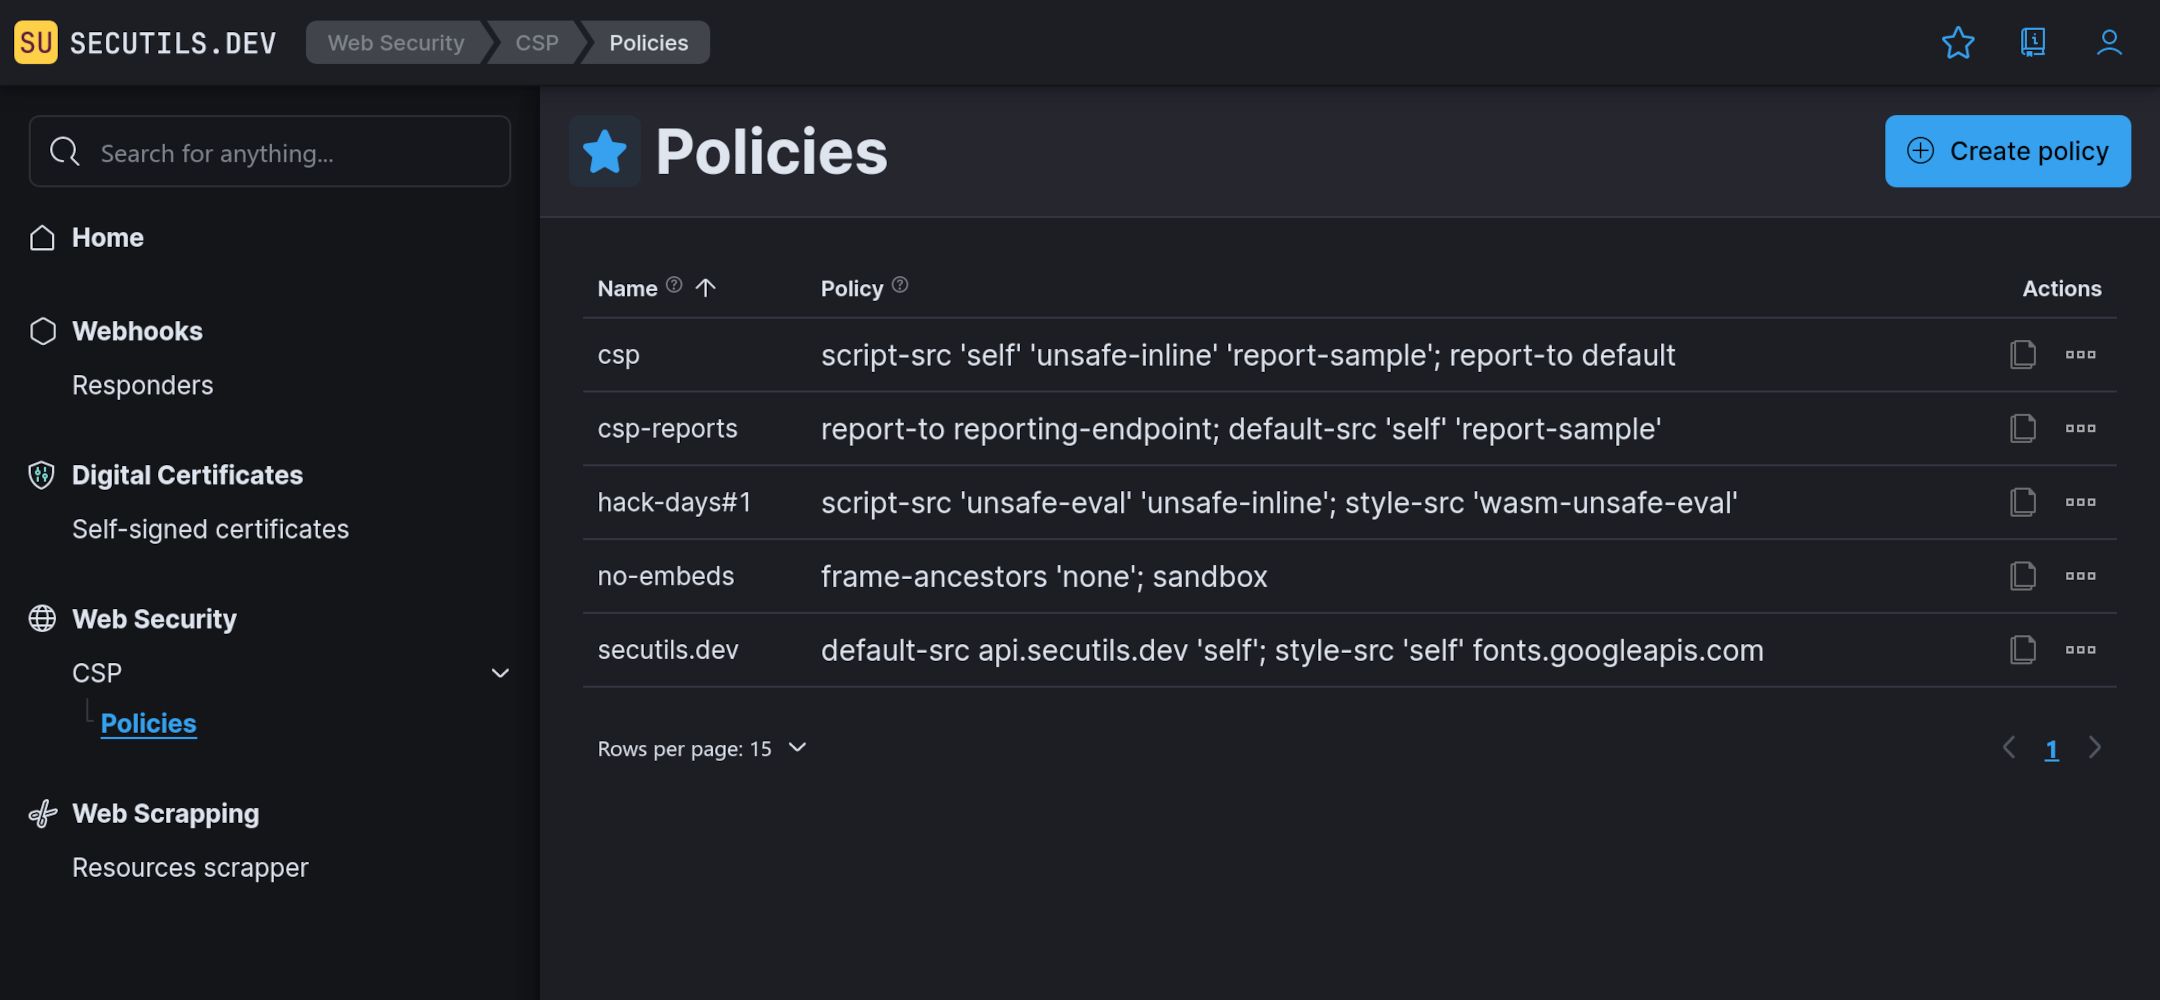 SU SECUTILS.DEV Web Security CSP Policies
Search for anything...
Home
Webhooks
Responders
Digital Certificates
Self-signed certificates
Web Security
CSP
Policies
Web Scrapping
Resources scrapper
Policies
Create policy
Name Policy Actions
csp script-src 'self' 'unsafe-inline' 'report-sample'; report-to default
csp-reports report-to reporting-endpoint; default-src 'self' 'report-sample'
hack-days#1 script-src 'unsafe-eval' 'unsafe-inline'; style-src 'wasm-unsafe-eval'
no-embeds frame-ancestors 'none'; sandbox
secutils.dev default-src api.secutils.dev 'self'; style-src 'self' fonts.googleapis.com
Rows per page: 15 1